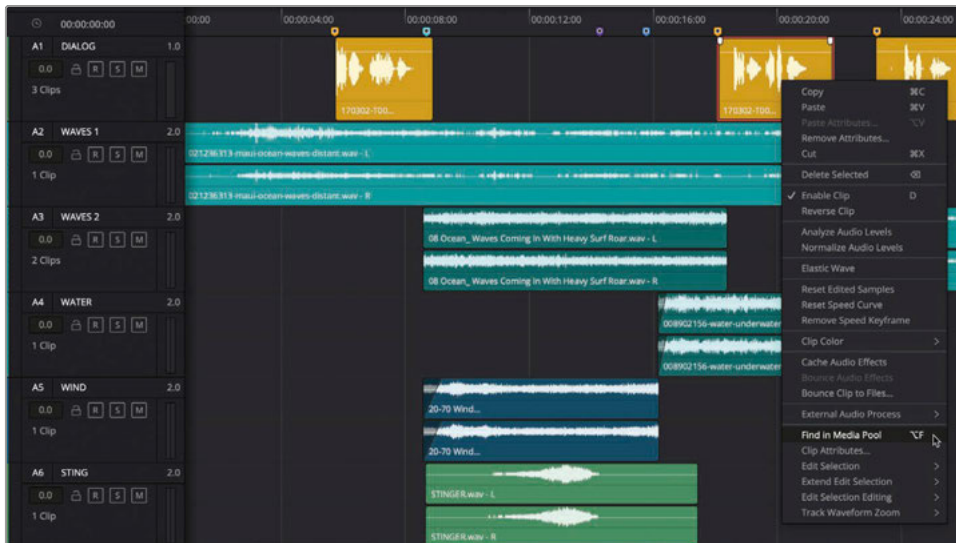 00:00:00:00
00:00
00:00:04:00
00:00:08:00
00:00:12:00
00:00:16:00
00:00:20:00
00:00:24:00
A1 DIALOG 1.0
0.0 R S M
3 Clips
170302-T00...
170302-T00...
A2 WAVES 1 2.0
0.0 R S M
1 Clip
021236313-maui-ocean-waves-distant.wav - L
021236313-maui-ocean-waves-distant.wav - R
A3 WAVES 2 2.0
0.0 R S M
2 Clips
08 Ocean_ Waves Coming In With Heavy Surf Roar.wav - L
08 Ocean_ Waves Coming In With Heavy Surf Roar.wav - R
A4 WATER 2.0
0.0 R S M
1 Clip
008902156-water-underwater
008902156-water-underwater
A5 WIND 2.0
0.0 R S M
1 Clip
20-70 Wind...
20-70 Wind...
A6 STING 2.0
0.0 R S M
1 Clip
STINGER.wav - L
STINGER.wav - R
Copy ⌘C
Paste ⌘V
Paste Attributes... ⌥V
Remove Attributes...
Cut ⌘X
Delete Selected ⌫
✓ Enable Clip D
Reverse Clip
Analyze Audio Levels
Normalize Audio Levels
Elastic Wave
Reset Edited Samples
Reset Speed Curve
Remove Speed Keyframe
Clip Color >
Cache Audio Effects
Bounce Audio Effects
Bounce Clip to Files...
External Audio Process >
Find in Media Pool ⌥F
Clip Attributes...
Edit Selection >
Extend Edit Selection >
Edit Selection Editing >
Track Waveform Zoom >